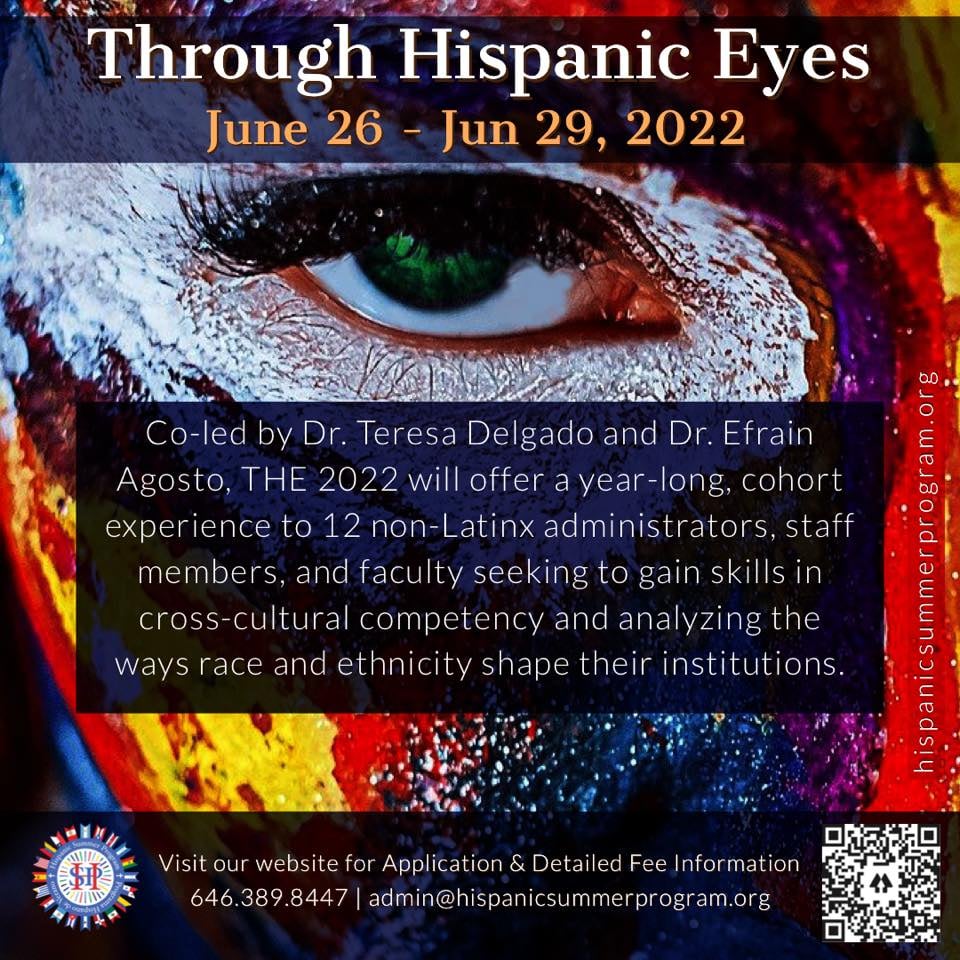 Through Hispanic Eyes
June 26 - Jun 29, 2022
Co-led by Dr. Teresa Delgado and Dr. Efrain
Agosto, THE 2022 will offer a year-long, cohort
experience to 12 non-Latinx administrators, staff
members, and faculty seeking to gain skills in
cross-cultural competency and analyzing the
ways race and ethnicity shape their institutions.
hispanicsummerprogram.org
Hispanic Summer Program
Visit our website for Application & Detailed Fee Information
646.389.8447 | admin@hispanicsummerprogram.org